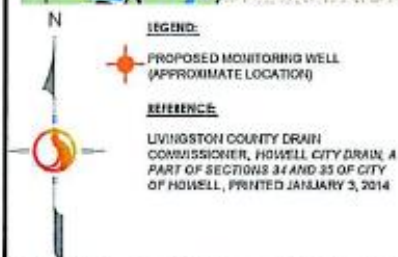 N
LEGEND:
PROPOSED MONITORING WELL
(APPROXIMATE LOCATION)
REFERENCE:
LIVINGSTON COUNTY DRAIN
COMMISSIONER, HOWELL CITY DRAIN, A
PART OF SECTIONS 34 AND 35 OF CITY
OF HOWELL, PRINTED JANUARY 3, 2014